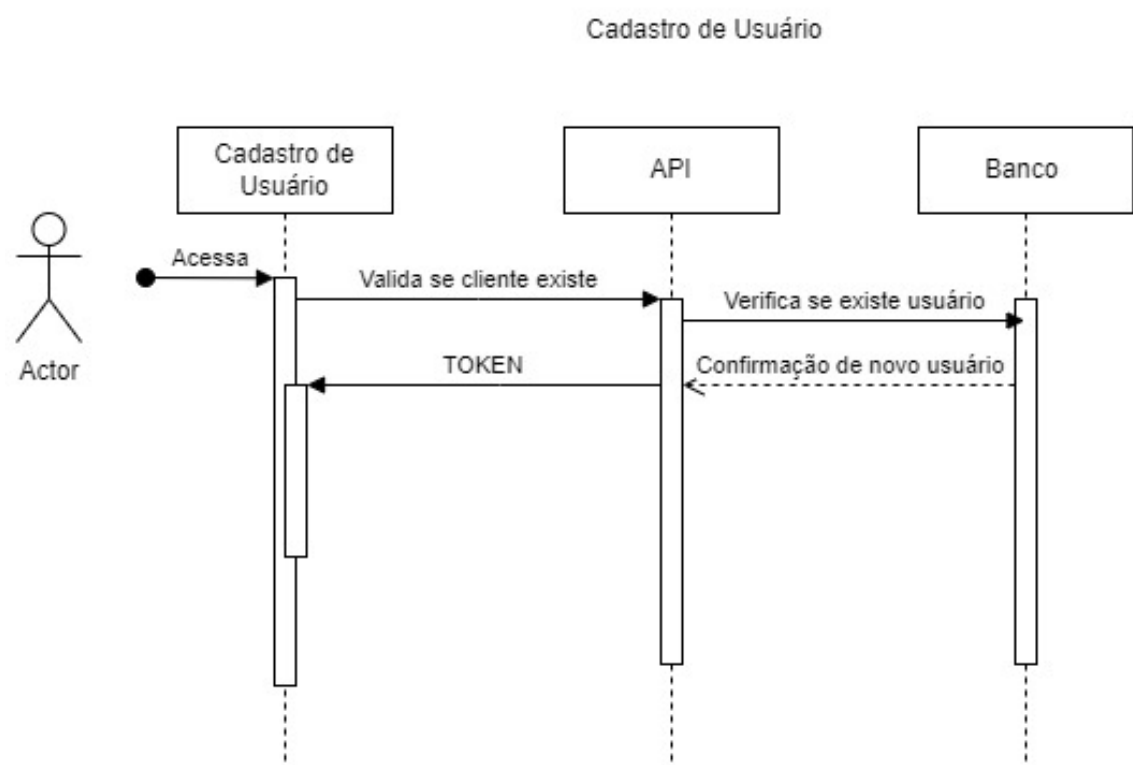 Cadastro de Usuário
Cadastro de
Usuário
API
Banco
Acessa
Valida se cliente existe
Verifica se existe usuário
TOKEN
Confirmação de novo usuário
Actor